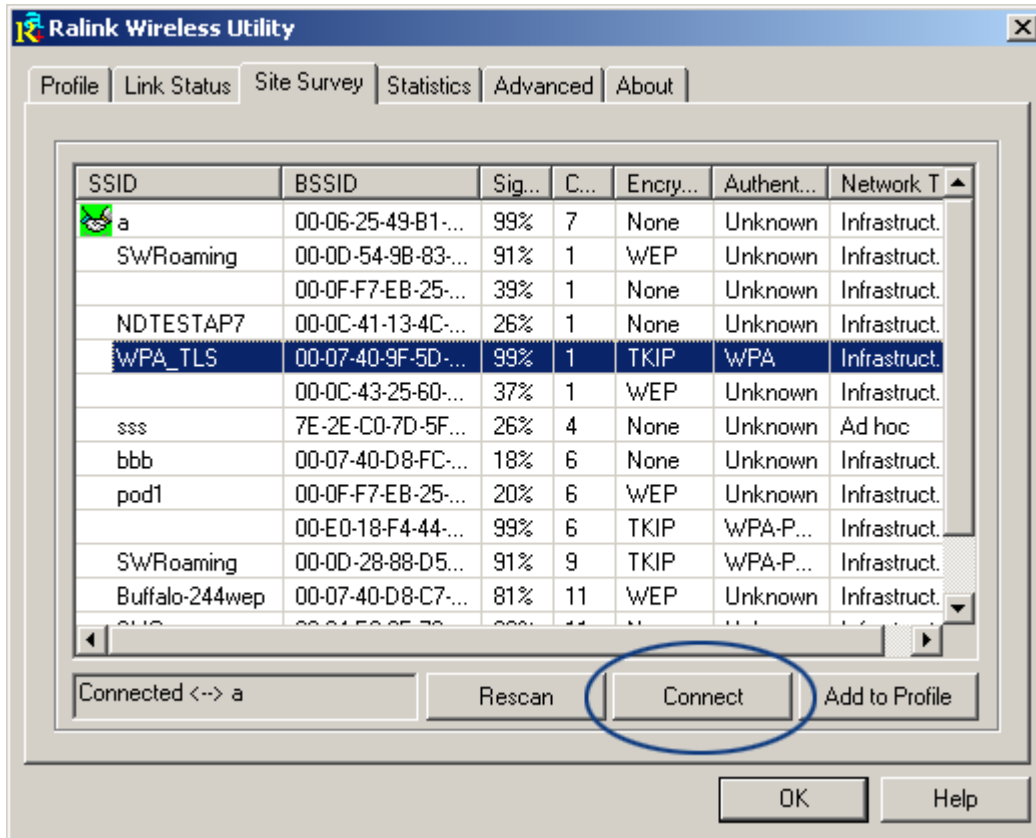 Ralink Wireless Utility
Profile Link Status Site Survey Statistics Advanced About
SSID BSSID Sig... C... Encry... Authent... Network T
a 00-06-25-49-B1-... 99% 7 None Unknown Infrastruct.
SWRoaming 00-0D-54-9B-83-... 91% 1 WEP Unknown Infrastruct.
00-0F-F7-EB-25-... 39% 1 None Unknown Infrastruct.
NDTESTAP7 00-0C-41-13-4C-... 26% 1 None Unknown Infrastruct.
WPA_TLS 00-07-40-9F-5D-... 99% 1 TKIP WPA Infrastruct.
00-0C-43-25-60-... 37% 1 WEP Unknown Infrastruct.
sss 7E-2E-C0-7D-5F... 26% 4 None Unknown Ad hoc
bbb 00-07-40-D8-FC-... 18% 6 None Unknown Infrastruct.
pod1 00-0F-F7-EB-25-... 20% 6 WEP Unknown Infrastruct.
00-E0-18-F4-44-... 99% 6 TKIP WPA-P... Infrastruct.
SWRoaming 00-0D-28-88-D5... 91% 9 TKIP WPA-P... Infrastruct.
Buffalo-244wep 00-07-40-D8-C7-... 81% 11 WEP Unknown Infrastruct.
Connected <--> a Rescan Connect Add to Profile
OK Help